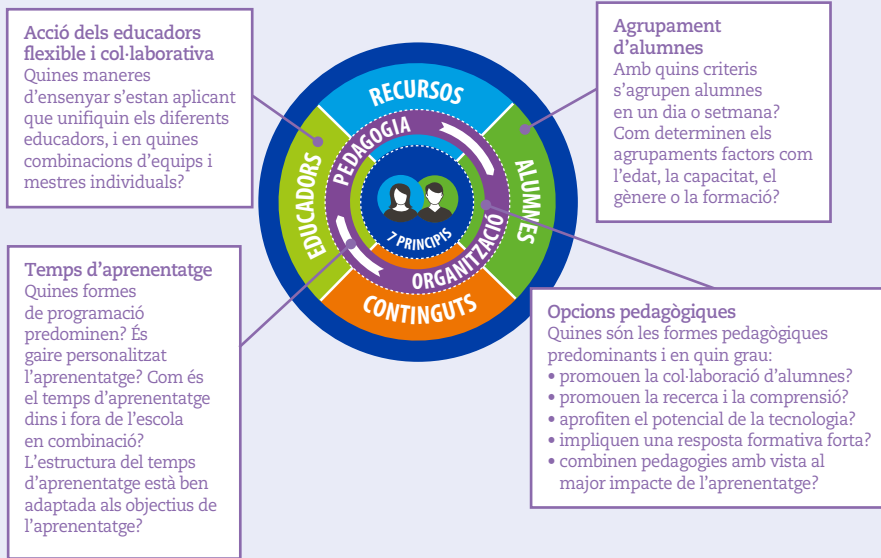 Acció dels educadors
flexible i col·laborativa
Quines maneres
d'ensenyar s'estan aplicant
que unifiquin els diferents
educadors, i en quines
combinacions d'equips i
mestres individuals?
Agrupament
d'alumnes
Amb quins criteris
s'agrupen alumnes
en un dia o setmana?
Com determinen els
agrupaments factors com
l'edat, la capacitat, el
gènere o la formació?
RECURSOS
PEDAGOGIA
EDUCADORS
ALUMNES
7 PRINCIPIS
ORGANITZACIÓ
CONTINGUTS
Temps d'aprenentatge
Quines formes
de programació
predominen? És
gaire personalitzat
l'aprenentatge? Com és
el temps d'aprenentatge
dins i fora de l'escola
en combinació?
L'estructura del temps
d'aprenentatge està ben
adaptada als objectius de
l'aprenentatge?
Opcions pedagògiques
Quines són les formes pedagògiques
predominants i en quin grau:
• promouen la col·laboració d'alumnes?
• promouen la recerca i la comprensió?
• aprofiten el potencial de la tecnologia?
• impliquen una resposta formativa forta?
• combinen pedagogies amb vista al
major impacte de l'aprenentatge?